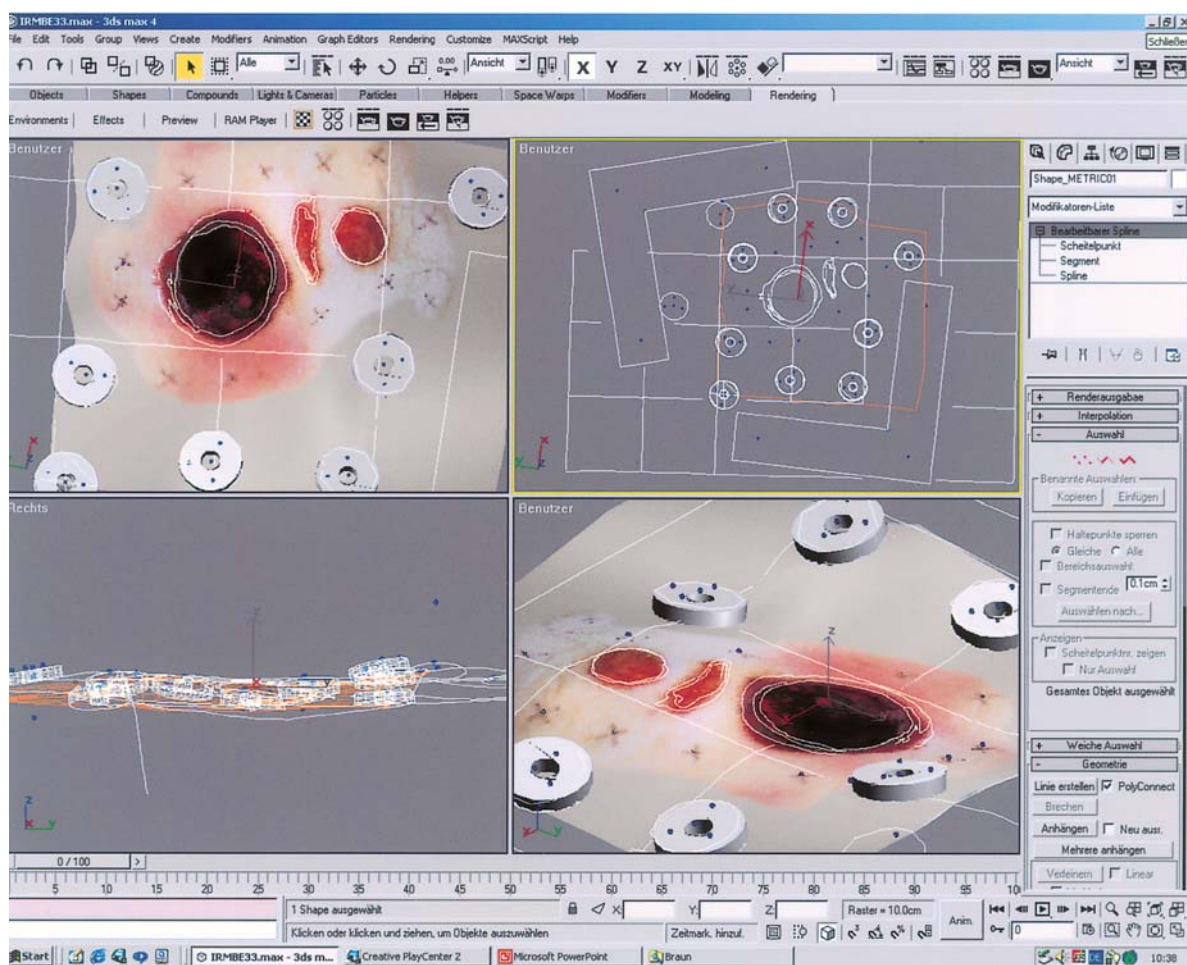 IRMBE33.max - 3ds max 4
File Edit Tools Group Views Create Modifiers Animation Graph Editors Rendering Customize MAXScript Help
Schließen
Alle
0.00
Ansicht
X Y Z XY
Ansicht
Objects Shapes Compounds Lights & Cameras Particles Helpers Space Warps Modifiers Modeling Rendering
Environments Effects Preview RAM Player
Benutzer
Benutzer
Shape_METRIC01
Modifikatoren-Liste
Bearbeitbarer Spline
Scheitelpunkt
Segment
Spline
+ Renderausgabae
+ Interpolation
- Auswahl
Benannte Auswahlen:
Kopieren Einfügen
Haltepunkte sperren
Gleiche Alle
Bereichsauswahl:
Segmentende 0.1cm
Auswählen nach...
Anzeigen
Scheitelpunktnr. zeigen
Nur Auswahl
Gesamtes Objekt ausgewählt
+ Weiche Auswahl
- Geometrie
Linie erstellen PolyConnect
Brechen
Anhängen Neu ausr.
Mehrere anhängen
Verfeinern Linear
Rechts
Benutzer
0 / 100
5 10 15 20 25 30 35 40 45 50 55 60 65 70 75 80 85 90 95 100
1 Shape ausgewählt X: Y: Z: Raster = 10.0cm
Anim.
Klicken oder klicken und ziehen, um Objekte auszuwählen Zeitmark. hinzuf.
0
Start IRMBE33.max - 3ds m... Creative PlayCenter 2 Microsoft PowerPoint Braun DE 10:38